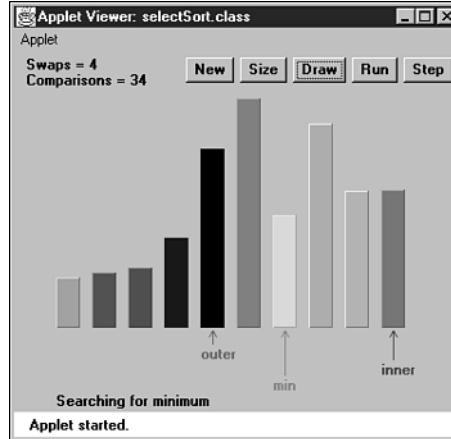 Applet Viewer: selectSort.class
Applet
Swaps = 4
Comparisons = 34
New Size Draw Run Step
outer
min
inner
Searching for minimum
Applet started.